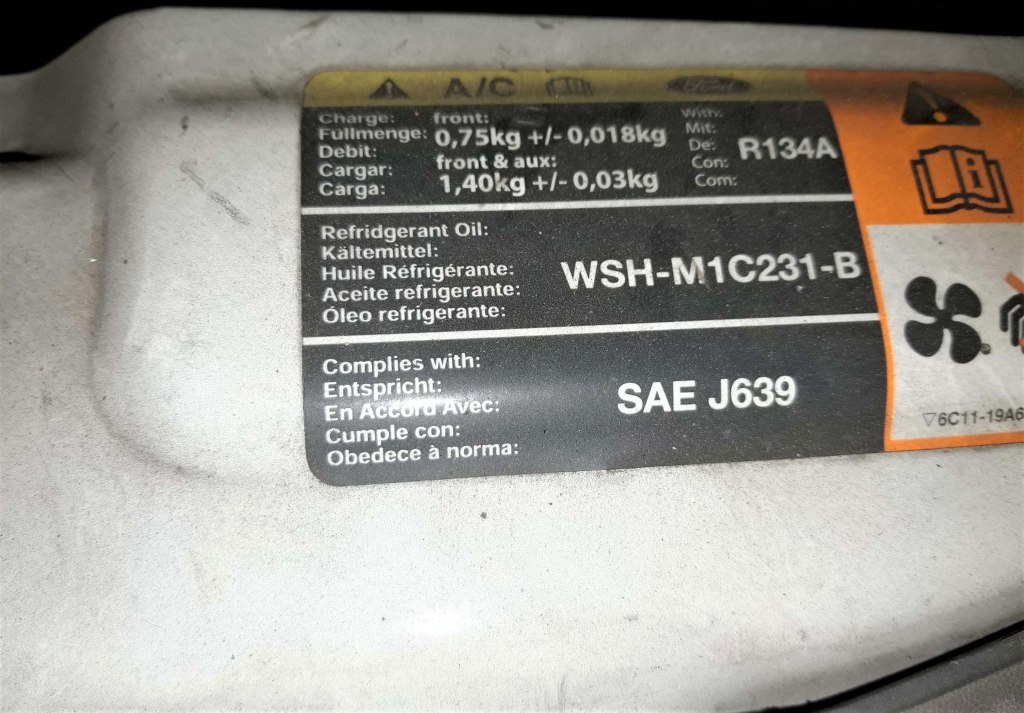 A/C Ford
Charge: front: With:
Füllmenge: 0,75kg +/- 0,018kg Mit:
Debit: front & aux: De: R134A
Cargar: 1,40kg +/- 0,03kg Con:
Carga: Com:
Refridgerant Oil:
Kältemittel:
Huile Réfrigérante: WSH-M1C231-B
Aceite refrigerante:
Óleo refrigerante:
Complies with:
Entspricht:
En Accord Avec: SAE J639
Cumple con:
Obedece à norma:
6C11-19A6